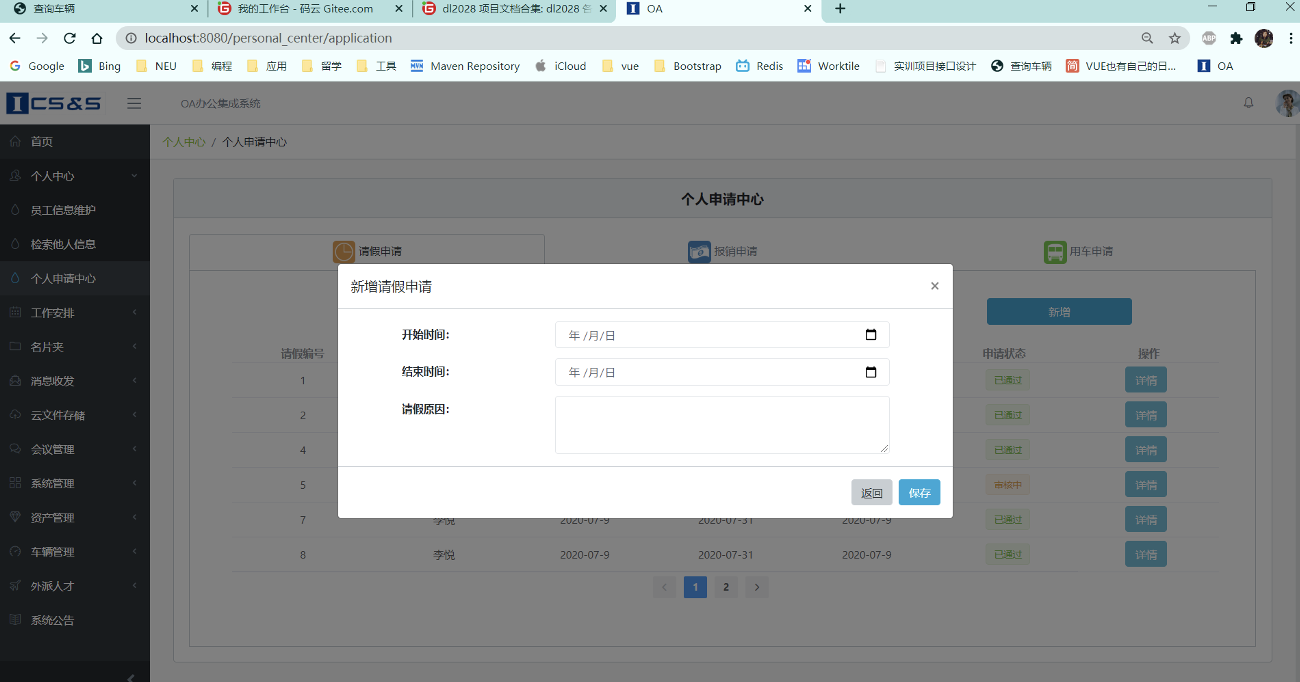 查询车辆
我的工作台 - 码云 Gitee.com
dl2028 项目文档合集: dl2028
OA
localhost:8080/personal_center/application
ABP
Google
Bing
NEU
编程
应用
留学
工具
MVN Maven Repository
iCloud
vue
Bootstrap
Redis
Worktile
实训项目接口设计
查询车辆
简 VUE也有自己的日...
OA
I CS&S
OA办公集成系统
首页
个人中心
员工信息维护
检索他人信息
个人申请中心
工作安排
名片夹
消息收发
云文件存储
会议管理
系统管理
资产管理
车辆管理
外派人才
系统公告
个人中心 / 个人申请中心
个人申请中心
请假申请
报销申请
用车申请
新增
请假编号 申请状态 操作
1 已通过 详情
2 已通过 详情
4 已通过 详情
5 审核中 详情
7 李悦 2020-07-9 2020-07-31 2020-07-9 已通过 详情
8 李悦 2020-07-9 2020-07-31 2020-07-9 已通过 详情
< 1 2 >
新增请假申请 ×
开始时间: 年 /月/日
结束时间: 年 /月/日
请假原因:
返回 保存